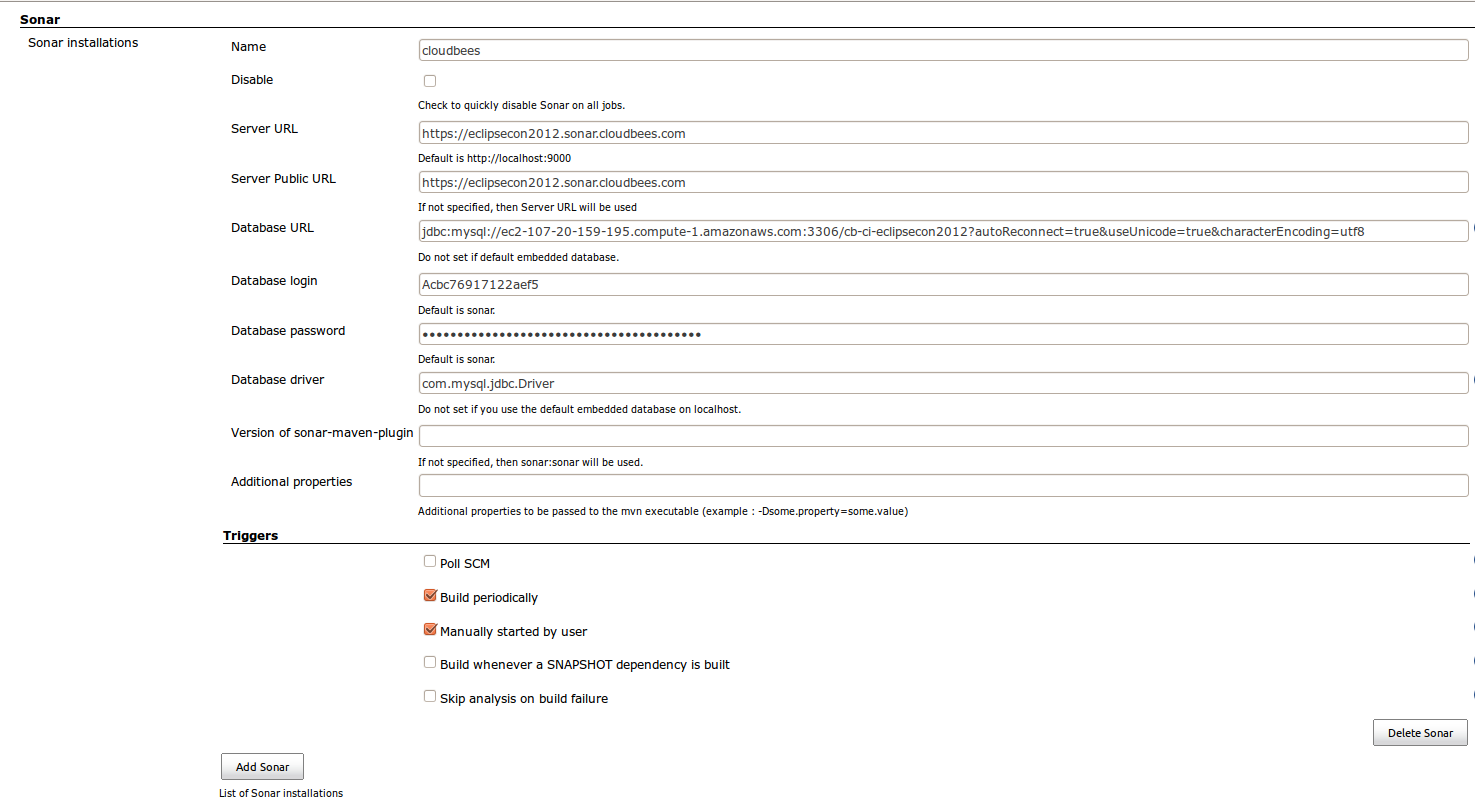 Sonar
Sonar installations
Name
cloudbees
Disable
Check to quickly disable Sonar on all jobs.
Server URL
https://eclipsecon2012.sonar.cloudbees.com
Default is http://localhost:9000
Server Public URL
https://eclipsecon2012.sonar.cloudbees.com
If not specified, then Server URL will be used
Database URL
jdbc:mysql://ec2-107-20-159-195.compute-1.amazonaws.com:3306/cb-ci-eclipsecon2012?autoReconnect=true&useUnicode=true&characterEncoding=utf8
Do not set if default embedded database.
Database login
Acbc76917122aef5
Default is sonar.
Database password
••••••••••••••••••••••••••••••••••••••••
Default is sonar.
Database driver
com.mysql.jdbc.Driver
Do not set if you use the default embedded database on localhost.
Version of sonar-maven-plugin
If not specified, then sonar:sonar will be used.
Additional properties
Additional properties to be passed to the mvn executable (example : -Dsome.property=some.value)
Triggers
Poll SCM
Build periodically
Manually started by user
Build whenever a SNAPSHOT dependency is built
Skip analysis on build failure
Delete Sonar
Add Sonar
List of Sonar installations